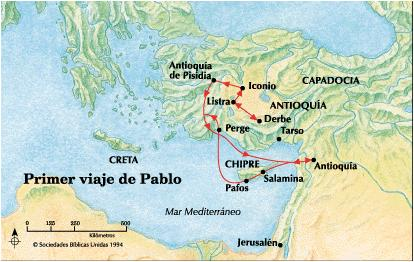 Antioquía
de Pisidia
Iconio
CAPADOCIA
Listra
ANTIOQUÍA
Derbe
Tarso
Perge
CRETA
CHIPRE
Antioquía
Salamina
Pafos
Primer viaje de Pablo
Mar Mediterráneo
0 125 250 500
Kilómetros
© Sociedades Bíblicas Unidas 1994
Jerusalén